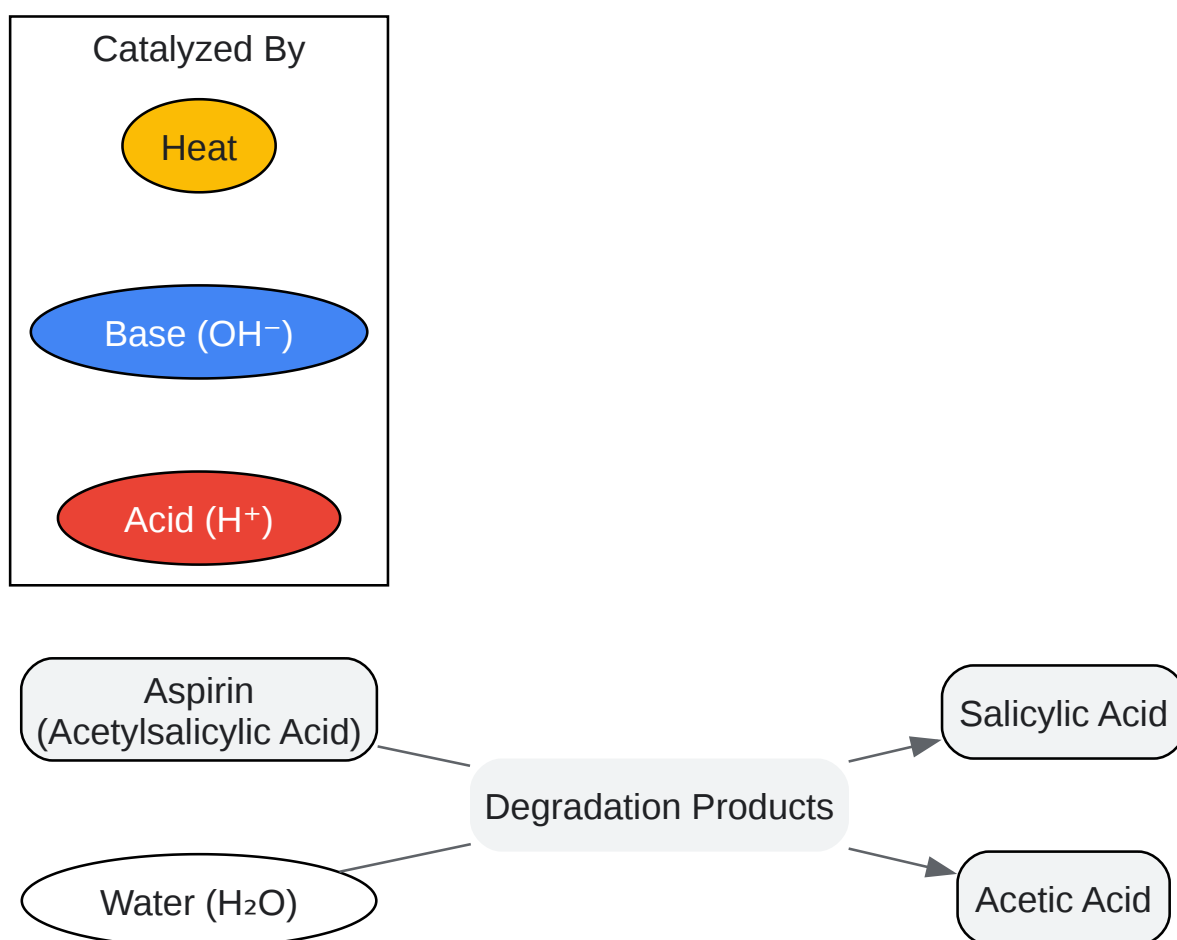 Catalyzed By
Heat
Base (OH⁻)
Acid (H⁺)
Aspirin
(Acetylsalicylic Acid)
Water (H₂O)
Degradation Products
Salicylic Acid
Acetic Acid